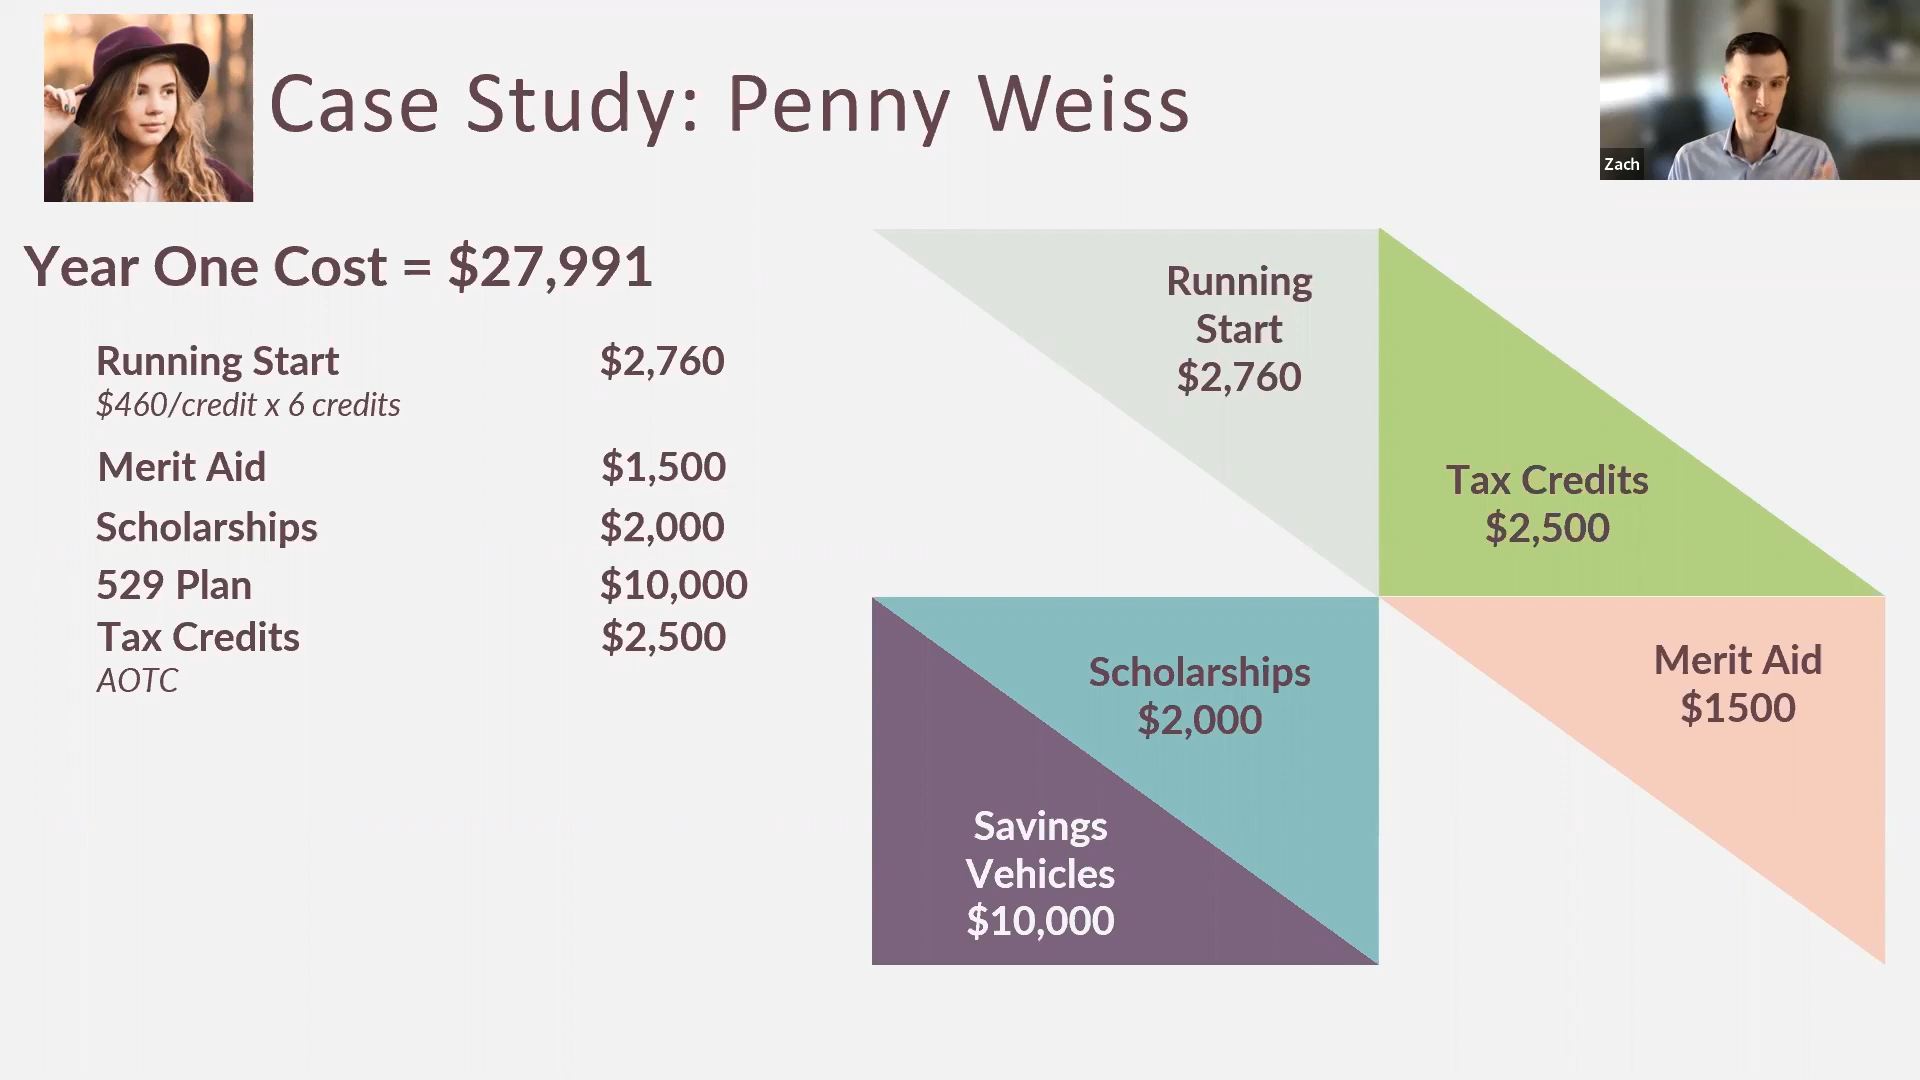 Case Study: Penny Weiss
Zach
Year One Cost = $27,991
Running Start $2,760
$460/credit x 6 credits
Merit Aid $1,500
Scholarships $2,000
529 Plan $10,000
Tax Credits $2,500
AOTC
Running
Start
$2,760
Tax Credits
$2,500
Scholarships
$2,000
Merit Aid
$1500
Savings
Vehicles
$10,000